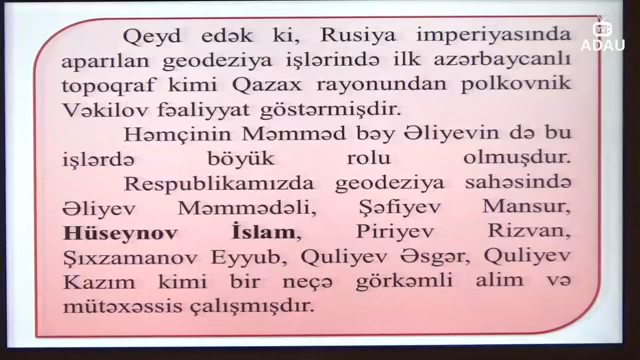 Qeyd edək ki, Rusiya imperiyasında
aparılan geodeziya işlərində ilk azərbaycanlı
topoqraf kimi Qazax rayonundan polkovnik
Vəkilov fəaliyyat göstərmişdir.
Həmçinin Məmməd bəy Əliyevin də bu
işlərdə böyük rolu olmuşdur.
Respublikamızda geodeziya sahəsində
Əliyev Məmmədəli, Şəfiyev Mansur,
Hüseynov İslam, Piriyev Rizvan,
Şıxzamanov Eyyub, Quliyev Əsgər, Quliyev
Kazım kimi bir neçə görkəmli alim və
mütəxəssis çalışmışdır.
TV
ADAU